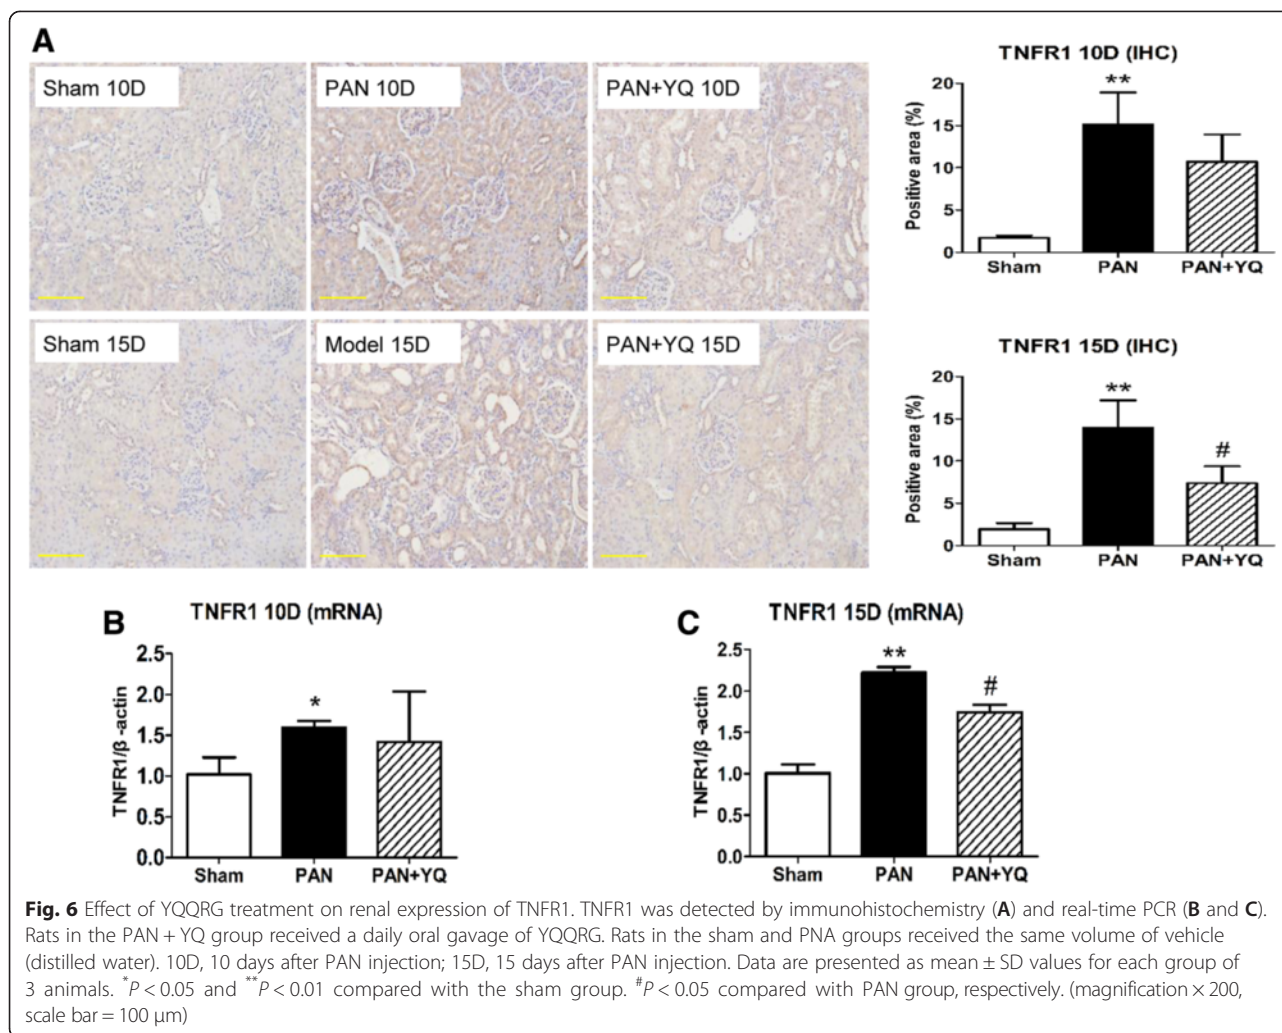 A
Sham 10D
PAN 10D
PAN+YQ 10D
Sham 15D
Model 15D
PAN+YQ 15D
TNFR1 10D (IHC)
Positive area (%)
20
15
10
5
0
**
Sham
PAN
PAN+YQ
TNFR1 15D (IHC)
Positive area (%)
20
15
10
5
0
**
#
Sham
PAN
PAN+YQ
B
TNFR1 10D (mRNA)
TNFR1/β -actin
2.5
2.0
1.5
1.0
0.5
0.0
*
Sham
PAN
PAN+YQ
C
TNFR1 15D (mRNA)
TNFR1/β -actin
2.5
2.0
1.5
1.0
0.5
0.0
**
#
Sham
PAN
PAN+YQ
Fig. 6 Effect of YQQRG treatment on renal expression of TNFR1. TNFR1 was detected by immunohistochemistry (A) and real-time PCR (B and C).
Rats in the PAN + YQ group received a daily oral gavage of YQQRG. Rats in the sham and PNA groups received the same volume of vehicle
(distilled water). 10D, 10 days after PAN injection; 15D, 15 days after PAN injection. Data are presented as mean ± SD values for each group of
3 animals. *P < 0.05 and **P < 0.01 compared with the sham group. #P < 0.05 compared with PAN group, respectively. (magnification × 200,
scale bar = 100 μm)